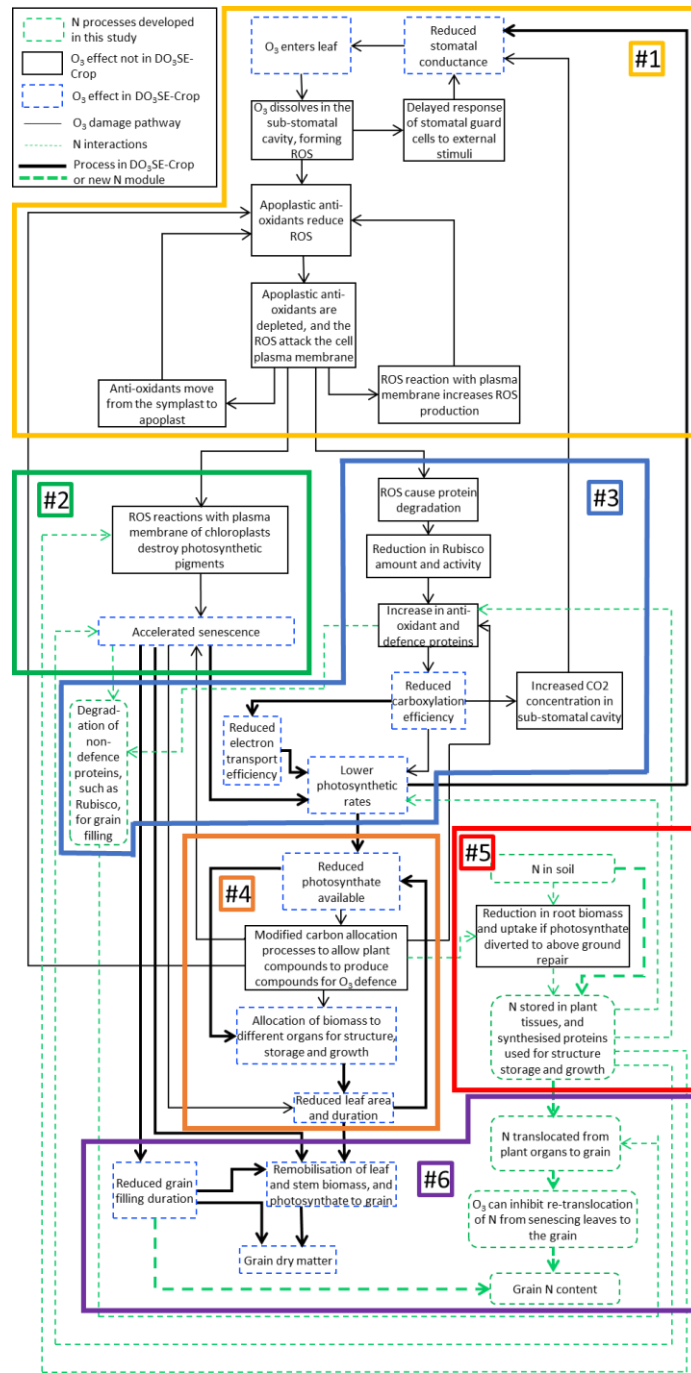 N processes developed
in this study
O₃ effect not in DO₃SE-
Crop
O₃ effect in DO₃SE-Crop
O₃ damage pathway
N interactions
Process in DO₃SE-Crop
or new N module
#1
O₃ enters leaf
Reduced
stomatal
conductance
O₃ dissolves in the
sub-stomatal
cavity, forming
ROS
Delayed response
of stomatal guard
cells to external
stimuli
Apoplastic anti-
oxidants reduce
ROS
Apoplastic anti-
oxidants are
depleted, and the
ROS attack the cell
plasma membrane
Anti-oxidants move
from the symplast to
apoplast
ROS reaction with plasma
membrane increases ROS
production
#2
ROS reactions with plasma
membrane of chloroplasts
destroy photosynthetic
pigments
Accelerated senescence
#3
ROS cause protein
degradation
Reduction in Rubisco
amount and activity
Increase in anti-
oxidant and
defence proteins
Reduced
carboxylation
efficiency
Increased CO2
concentration in
sub-stomatal cavity
Degrad-
ation of
non-
defence
proteins,
such as
Rubisco,
for grain
filling
Reduced
electron
transport
efficiency
Lower
photosynthetic
rates
#4
Reduced
photosynthate
available
Modified carbon allocation
processes to allow plant
compounds to produce
compounds for O₃ defence
Allocation of biomass to
different organs for structure,
storage and growth
Reduced leaf area
and duration
#5
N in soil
Reduction in root biomass
and uptake if photosynthate
diverted to above ground
repair
N stored in plant
tissues, and
synthesised proteins
used for structure
storage and growth
#6
Reduced grain
filling duration
Remobilisation of leaf
and stem biomass, and
photosynthate to grain
Grain dry matter
N translocated from
plant organs to grain
O₃ can inhibit re-translocation
of N from senescing leaves to
the grain
Grain N content